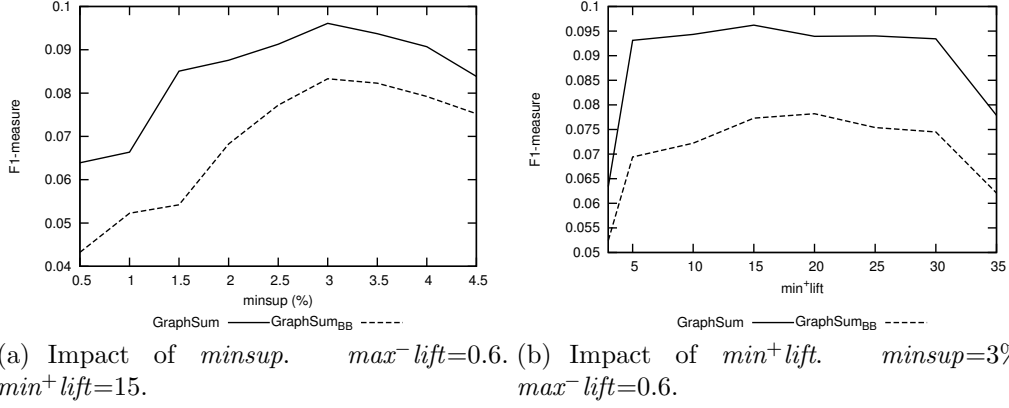 0.1
0.09
0.08
0.07
0.06
0.05
0.04
F1-measure
0.5 1 1.5 2 2.5 3 3.5 4 4.5
minsup (%)
GraphSum GraphSumBB
0.1
0.095
0.09
0.085
0.08
0.075
0.07
0.065
0.06
0.055
0.05
F1-measure
5 10 15 20 25 30 35
min+lift
GraphSum GraphSumBB
(a) Impact of minsup. max−lift=0.6.
min+lift=15.
(b) Impact of min+lift. minsup=3%
max−lift=0.6.